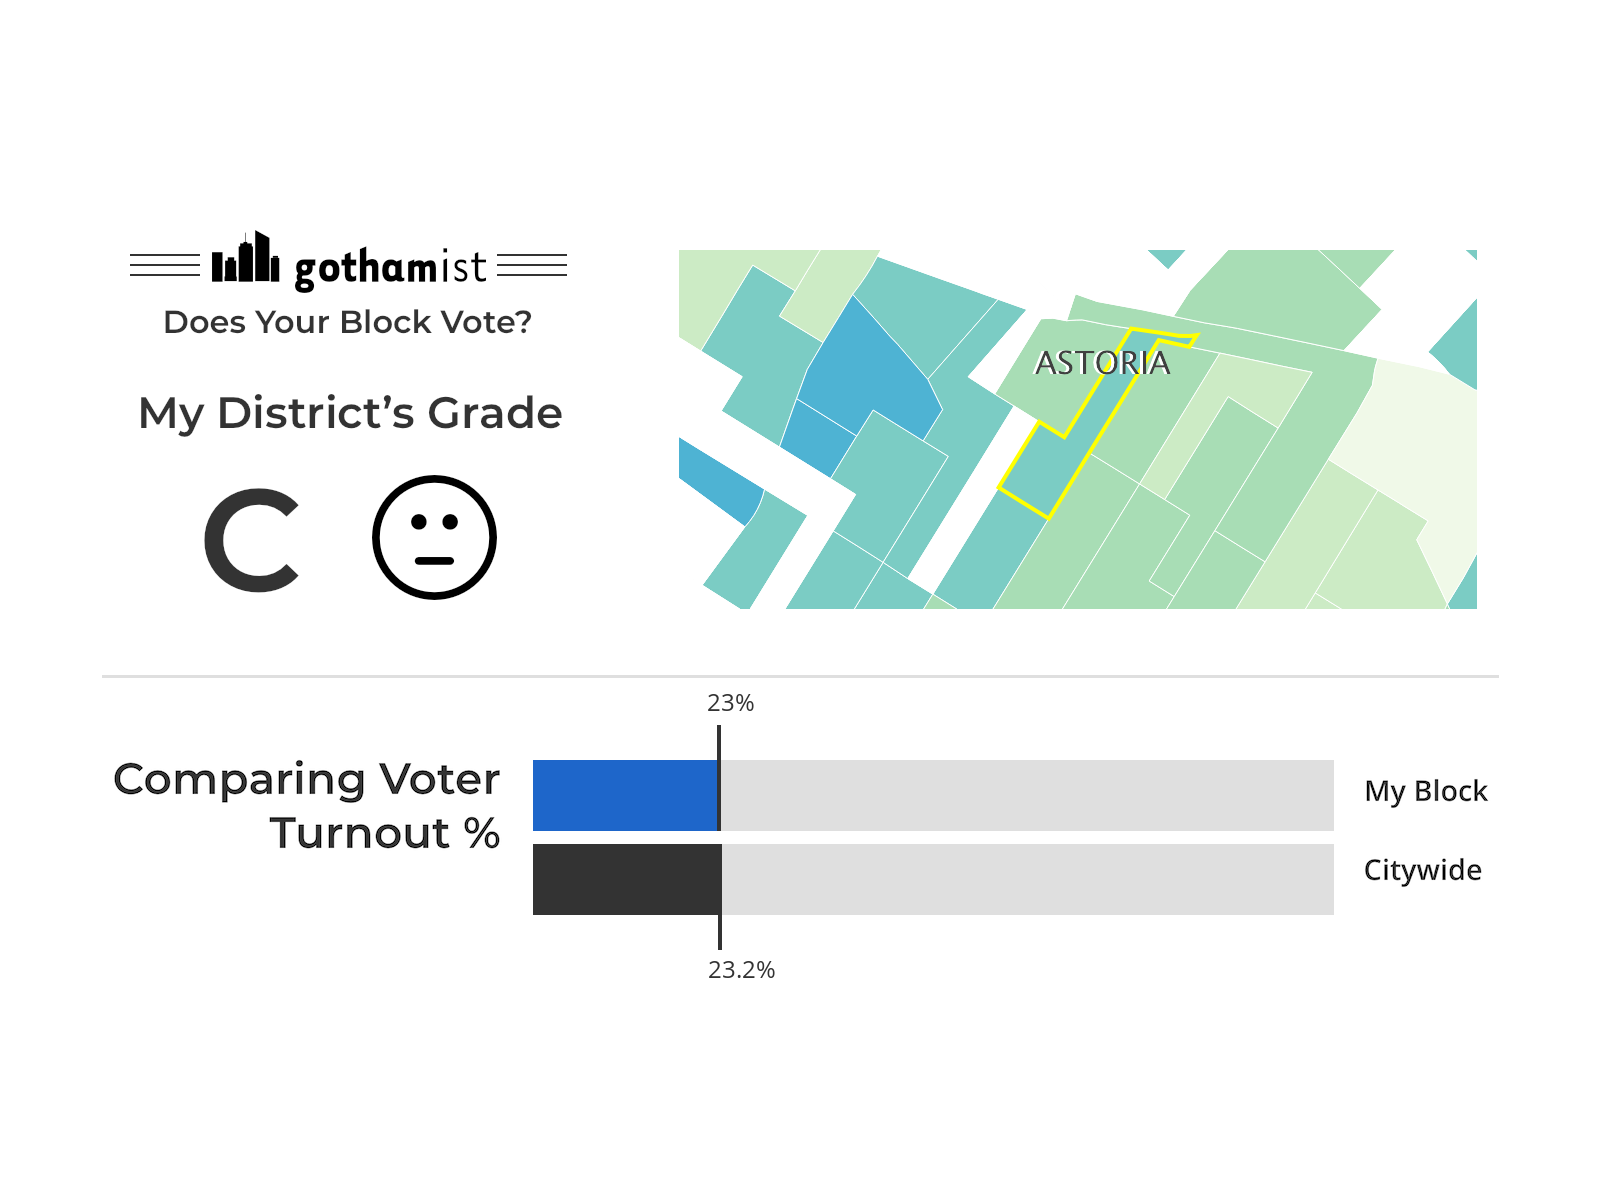 gothamist
Does Your Block Vote?
My District's Grade
C
ASTORIA
23%
Comparing Voter
Turnout %
My Block
Citywide
23.2%